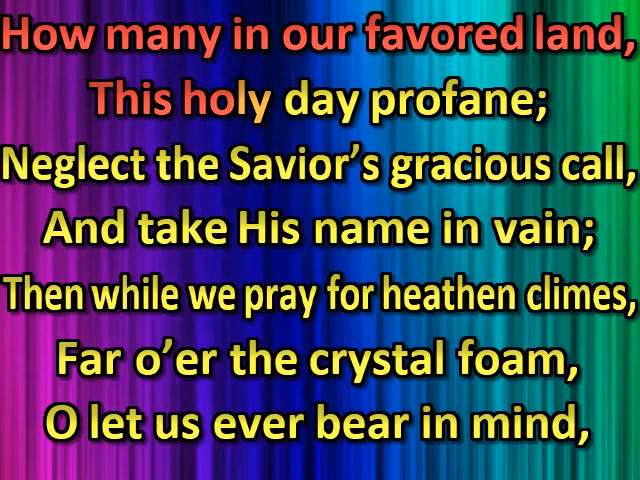 How many in our favored land,
This holy day profane;
Neglect the Savior’s gracious call,
And take His name in vain;
Then while we pray for heathen climes,
Far o’er the crystal foam,
O let us ever bear in mind,